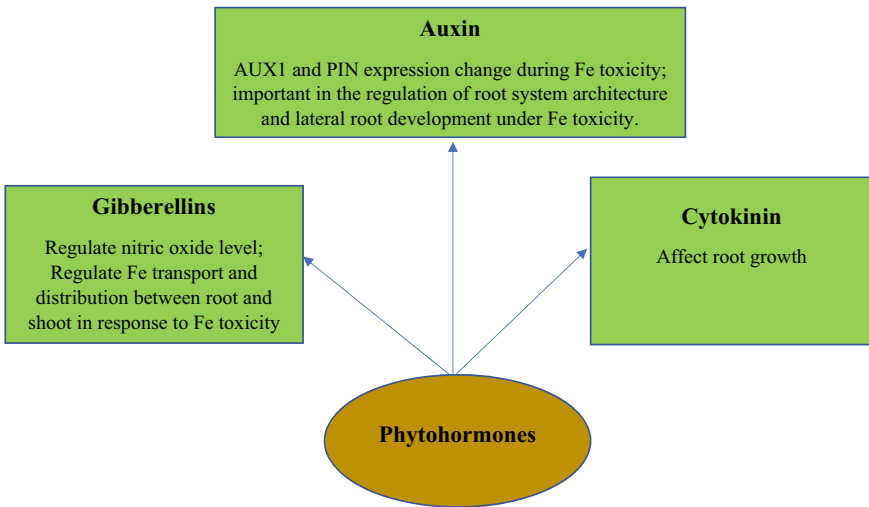 Auxin
AUX1 and PIN expression change during Fe toxicity;
important in the regulation of root system architecture
and lateral root development under Fe toxicity.
Gibberellins
Regulate nitric oxide level;
Regulate Fe transport and
distribution between root and
shoot in response to Fe toxicity
Cytokinin
Affect root growth
Phytohormones